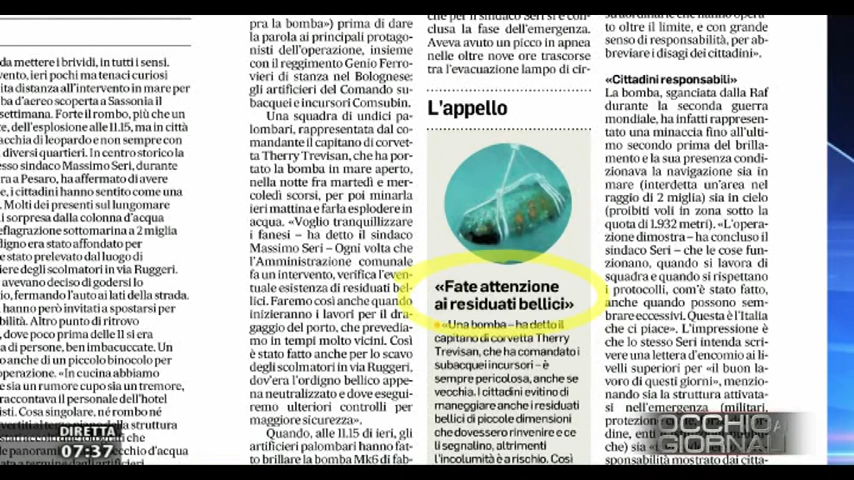 da mettere i brividi, in tutti i sensi.
vento, ieri pochi ma tenaci curiosi
ita distanza all'intervento in mare per
ba d'aereo scoperta a Sassonia il
settimana. Forte il rombo, più che un
te, dell'esplosione alle 11.15, ma in città
acchia di leopardo e non sempre con
diversi quartieri. In centro storico la
esso sindaco Massimo Seri, durante
ra a Pesaro, ha affermato di avere
e, i cittadini hanno sentito come una
Molti dei presenti sul lungomare
i sorpresa dalla colonna d'acqua
eflagrazione sottomarina a 2 miglia
digno era stato affondato per
stete prelevato dal luogo di
iere degli scolmatori in via Ruggeri.
avevano deciso di godersi lo
, fermando l'auto ai lati della strada.
i hanno però invitati a spostarsi per
bilità. Altro punto di ritrovo
dove poco prima delle 11 si era
a di persone, ben imbacuccate. Un
o anche di un piccolo binocolo per
operazione. «In cucina abbiamo
e sia un rumore cupo sia un tremore,
raccontava il personale dell'hotel
isti. Cosa singolare, né rombo né
pra la bomba») prima di dare
la parola ai principali protago-
nisti dell'operazione, insieme
con il reggimento Genio Ferro-
vieri di stanza nel Bolognese:
gli artificieri del Comando su-
bacquei e incursori Comsubin.
Una squadra di undici pa-
lombari, rappresentata dal co-
mandante il capitano di corvet-
ta Therry Trevisan, che ha por-
tato la bomba in mare aperto,
nella notte fra martedì e mer-
coledì scorsi, per poi minarla
ieri mattina e farla esplodere in
acqua. «Voglio tranquillizzare
i fanesi – ha detto il sindaco
Massimo Seri – Ogni volta che
l'Amministrazione comunale
fa un intervento, verifica l'even-
tuale esistenza di residuati bel-
lici. Faremo così anche quando
inizieranno i lavori per il dra-
gaggio del porto, che prevedia-
mo in tempi molto vicini. Così
è stato fatto anche per lo scavo
degli scolmatori in via Ruggeri,
dov'era l'ordigno bellico appe-
na neutralizzato e dove esegui-
remo ulteriori controlli per
maggiore sicurezza».
Quando, alle 11.15 di ieri, gli
artificieri palombari hanno fat-
to brillare la bomba Mk6 di fab-
che per il sindaco Seri si è con-
clusa la fase dell'emergenza.
Aveva avuto un picco in apnea
nelle oltre nove ore trascorse
tra l'evacuazione lampo di cir-
L'appello
«Fate attenzione
ai residuati bellici»
«Una bomba – ha detto il
capitano di corvetta Therry
Trevisan, che ha comandato i
subacquei incursori – è
sempre pericolosa, anche se
vecchia. I cittadini evitino di
maneggiare anche i residuati
bellici di piccole dimensioni
che dovessero rinvenire e ce
li segnalino, altrimenti
l'incolumità è a rischio. Così
to oltre il limite, e con grande
senso di responsabilità, per ab-
breviare i disagi dei cittadini».
«Cittadini responsabili»
La bomba, sganciata dalla Raf
durante la seconda guerra
mondiale, ha infatti rappresen-
tato una minaccia fino all'ulti-
mo secondo prima del brilla-
mento e la sua presenza condi-
zionava la navigazione sia in
mare (interdetta un'area nel
raggio di 2 miglia) sia in cielo
(proibiti voli in zona sotto la
quota di 1.932 metri). «L'opera-
zione dimostra – ha concluso il
sindaco Seri – che le cose fun-
zionano, quando si lavora di
squadra e quando si rispettano
i protocolli, com'è stato fatto,
anche quando possono sem-
brare eccessivi. Questa è l'Italia
che ci piace». L'impressione è
che lo stesso Seri intenda scri-
vere una lettera d'encomio ai li-
velli superiori per «il buon la-
voro di questi giorni», menzio-
nando sia la struttura attivata-
si nell'emergenza (militari,
DIRETTA
07:37
OCCHIO AI
GIORNALI